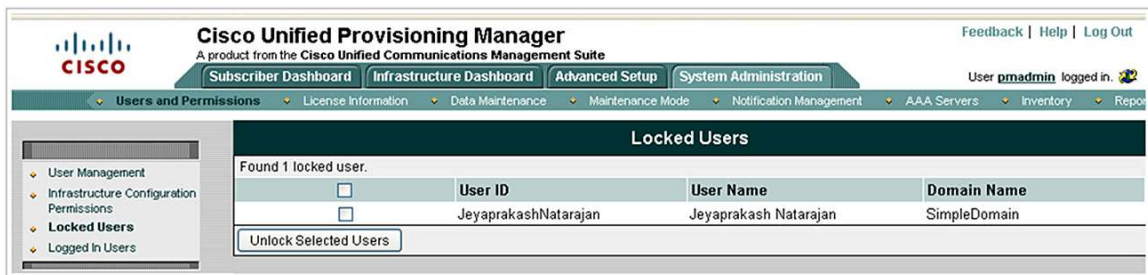 CISCO
Cisco Unified Provisioning Manager
A product from the Cisco Unified Communications Management Suite
Feedback | Help | Log Out
Subscriber Dashboard Infrastructure Dashboard Advanced Setup System Administration
User pmadmin logged in.
Users and Permissions License Information Data Maintenance Maintenance Mode Notification Management AAA Servers Inventory Repor
User Management
Infrastructure Configuration
Permissions
Locked Users
Logged In Users
Locked Users
Found 1 locked user.
User ID User Name Domain Name
JeyaprakashNatarajan Jeyaprakash Natarajan SimpleDomain
Unlock Selected Users